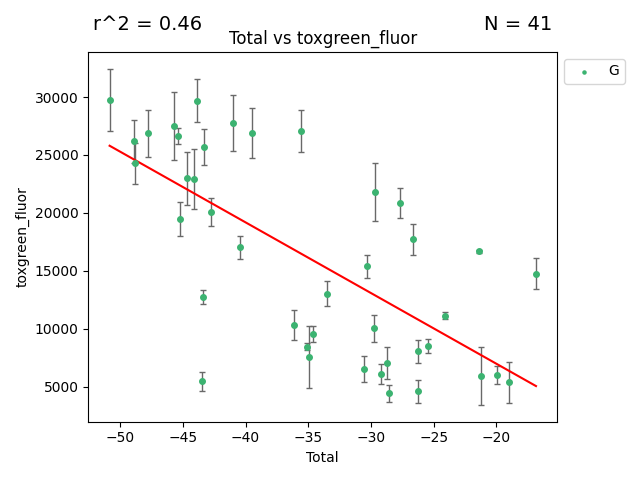 r^2 = 0.46
N = 41
Total vs toxgreen_fluor
G
toxgreen_fluor
30000
25000
20000
15000
10000
5000
−50
−45
−40
−35
−30
−25
−20
Total